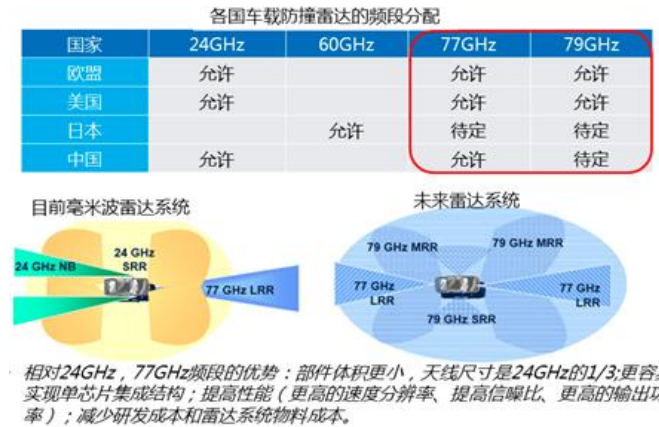 各国车载防撞雷达的频段分配
国家 24GHz 60GHz 77GHz 79GHz
欧盟 允许 允许 允许
美国 允许 允许 允许
日本 允许 待定 待定
中国 允许 允许 待定
目前毫米波雷达系统
未来雷达系统
24 GHz NB
24 GHz
SRR
77 GHz LRR
79 GHz MRR
79 GHz MRR
77 GHz
LRR
77 GHz
LRR
79 GHz SRR
相对24GHz，77GHz频段的优势：部件体积更小，天线尺寸是24GHz的1/3;更容
实现单芯片集成结构；提高性能（更高的速度分辨率、提高信噪比、更高的输出
率）；减少研发成本和雷达系统物料成本。